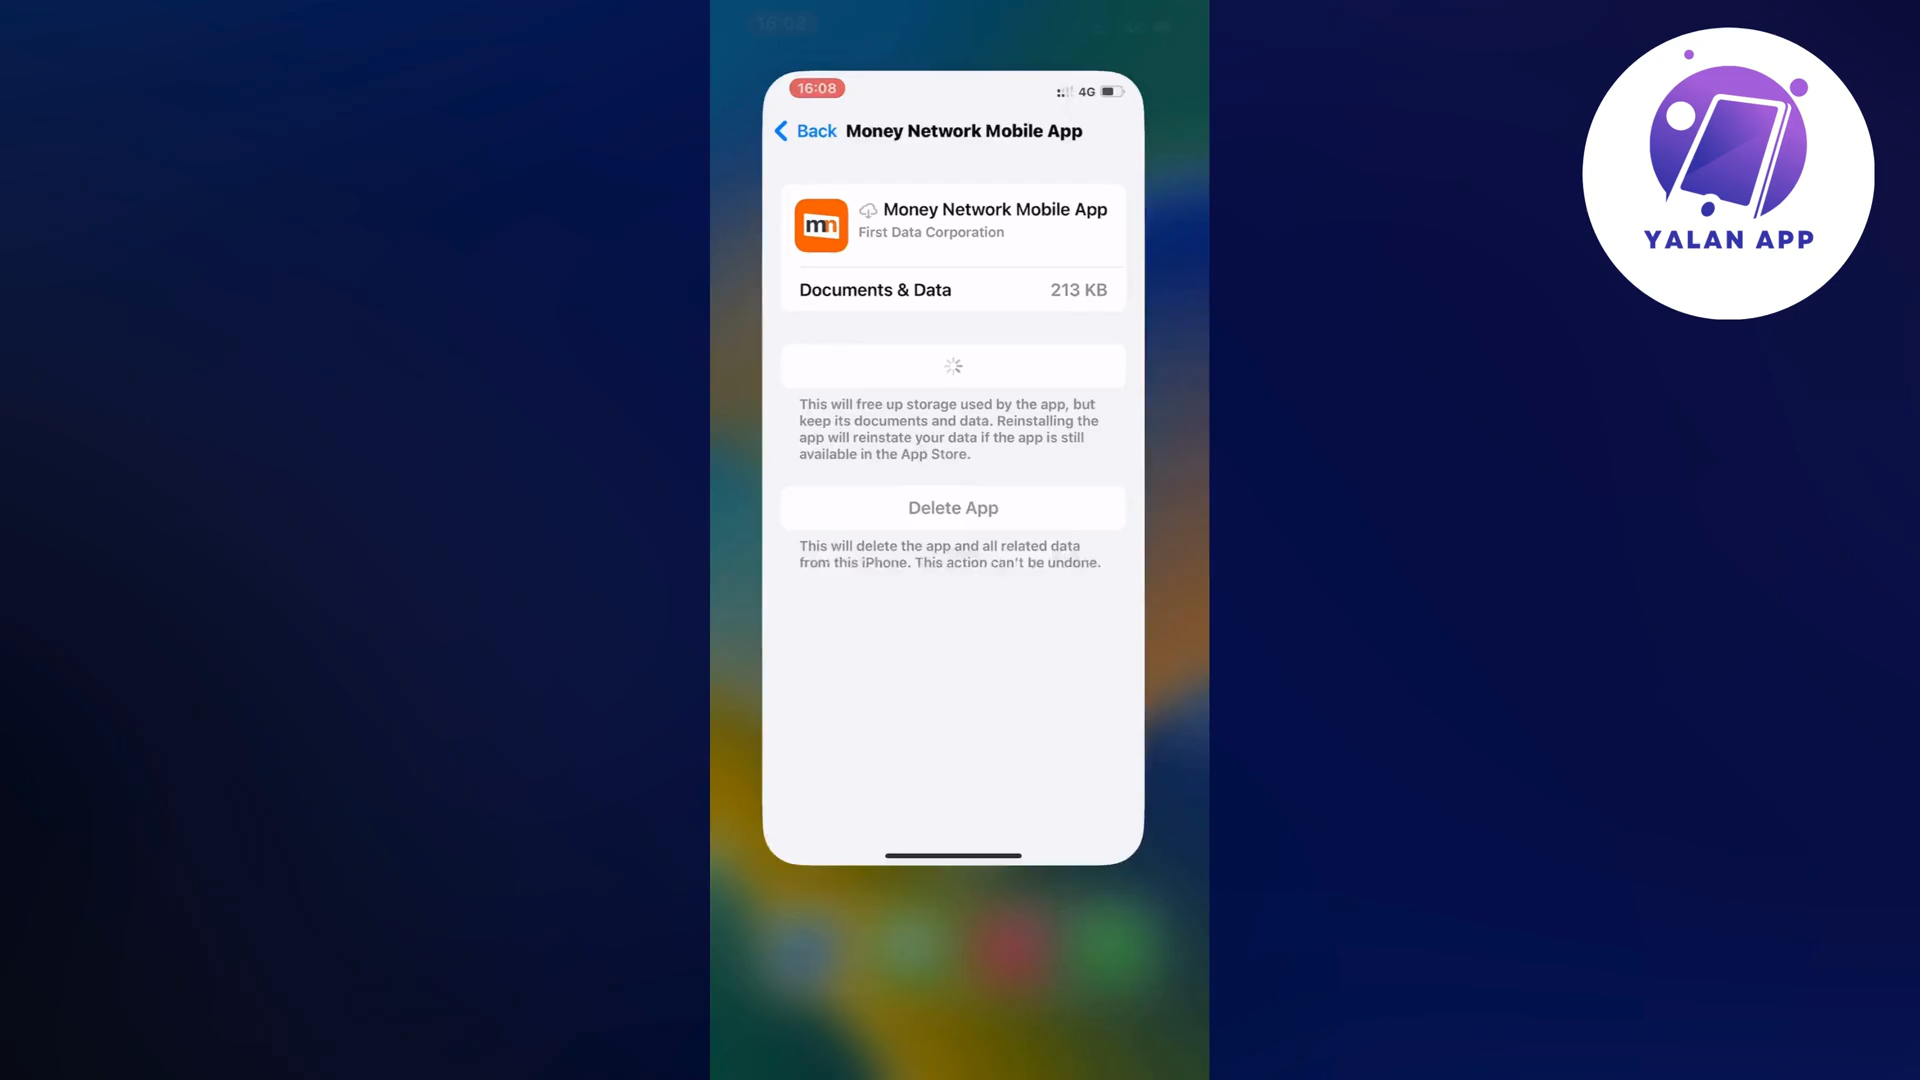 16:08
16:08
4G
Back
Money Network Mobile App
mn
Money Network Mobile App
First Data Corporation
Documents & Data
213 KB
This will free up storage used by the app, but
keep its documents and data. Reinstalling the
app will reinstate your data if the app is still
available in the App Store.
Delete App
This will delete the app and all related data
from this iPhone. This action can't be undone.
YALAN APP